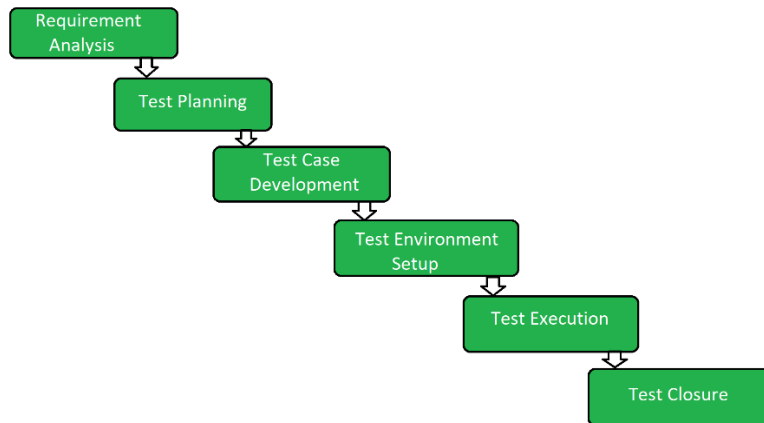 Requirement
Analysis
Test Planning
Test Case
Development
Test Environment
Setup
Test Execution
Test Closure